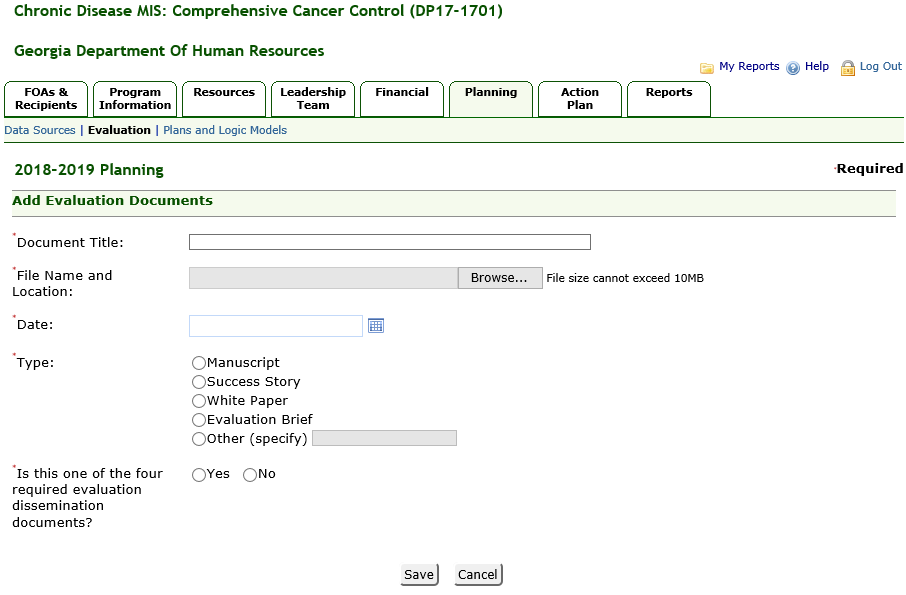 Chronic Disease MIS: Comprehensive Cancer Control (DP17-1701)
Georgia Department Of Human Resources
My Reports Help Log Out
FOAs & Recipients
Program Information
Resources
Leadership Team
Financial
Planning
Action Plan
Reports
Data Sources | Evaluation | Plans and Logic Models
2018-2019 Planning
*Required
Add Evaluation Documents
*Document Title:
*File Name and
Location:
Browse... File size cannot exceed 10MB
*Date:
*Type:
Manuscript
Success Story
White Paper
Evaluation Brief
Other (specify)
*Is this one of the four
required evaluation
dissemination
documents?
Yes No
Save Cancel